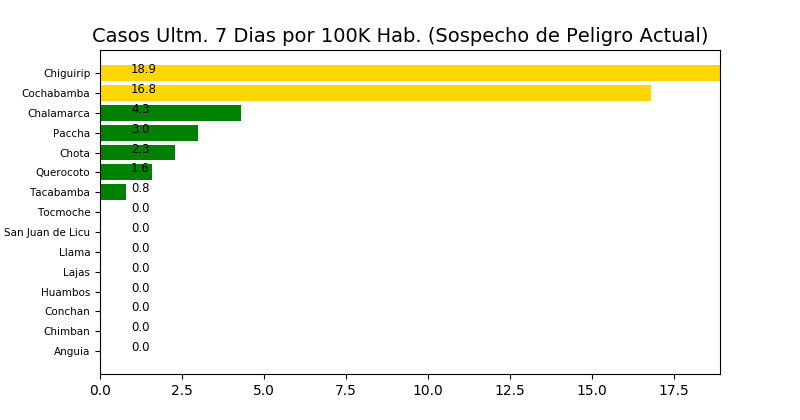 Casos Ultm. 7 Dias por 100K Hab. (Sospecho de Peligro Actual)
Chiguirip 18.9
Cochabamba 16.8
Chalamarca 4.3
Paccha 3.0
Chota 2.3
Querocoto 1.6
Tacabamba 0.8
Tocmoche 0.0
San Juan de Licu 0.0
Llama 0.0
Lajas 0.0
Huambos 0.0
Conchan 0.0
Chimban 0.0
Anguia 0.0
0.0 2.5 5.0 7.5 10.0 12.5 15.0 17.5